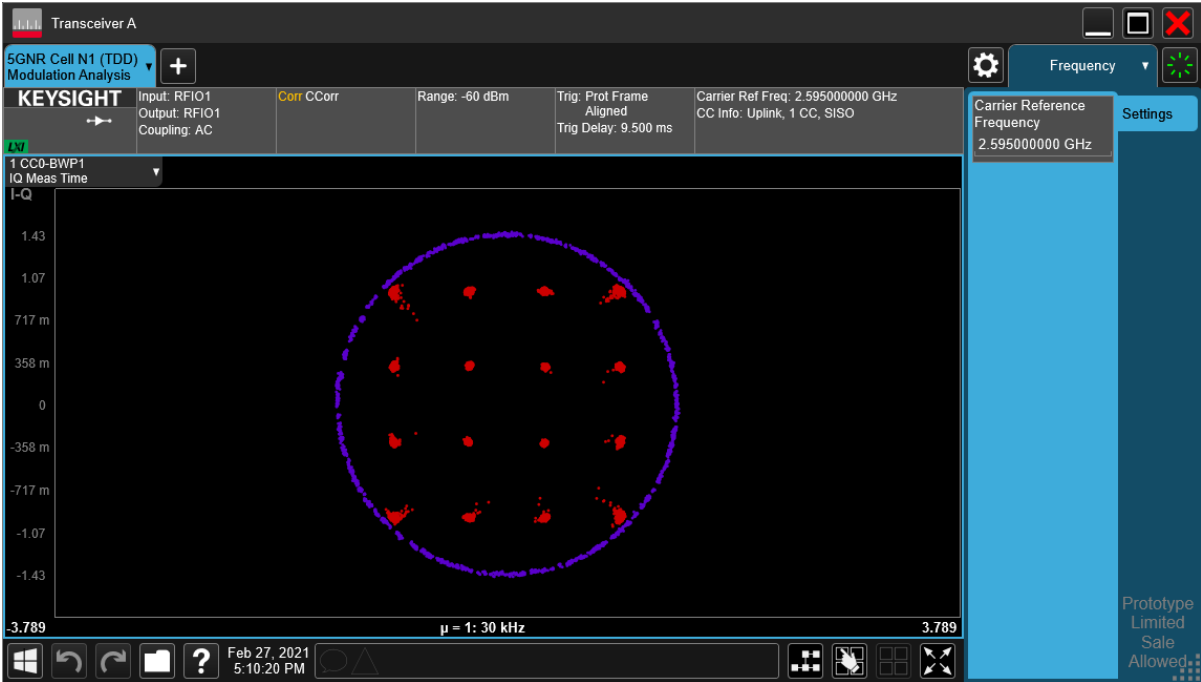 Transceiver A
5GNR Cell N1 (TDD)
Modulation Analysis
+
Frequency
KEYSIGHT
LXI
Input: RFIO1
Output: RFIO1
Coupling: AC
Corr CCorr
Range: -60 dBm
Trig: Prot Frame
Aligned
Trig Delay: 9.500 ms
Carrier Ref Freq: 2.595000000 GHz
CC Info: Uplink, 1 CC, SISO
Carrier Reference
Frequency
2.595000000 GHz
Settings
1 CC0-BWP1
IQ Meas Time
I-Q
1.43
1.07
717 m
358 m
0
-358 m
-717 m
-1.07
-1.43
-3.789
µ = 1: 30 kHz
3.789
Prototype
Limited
Sale
Allowed
?
Feb 27, 2021
5:10:20 PM